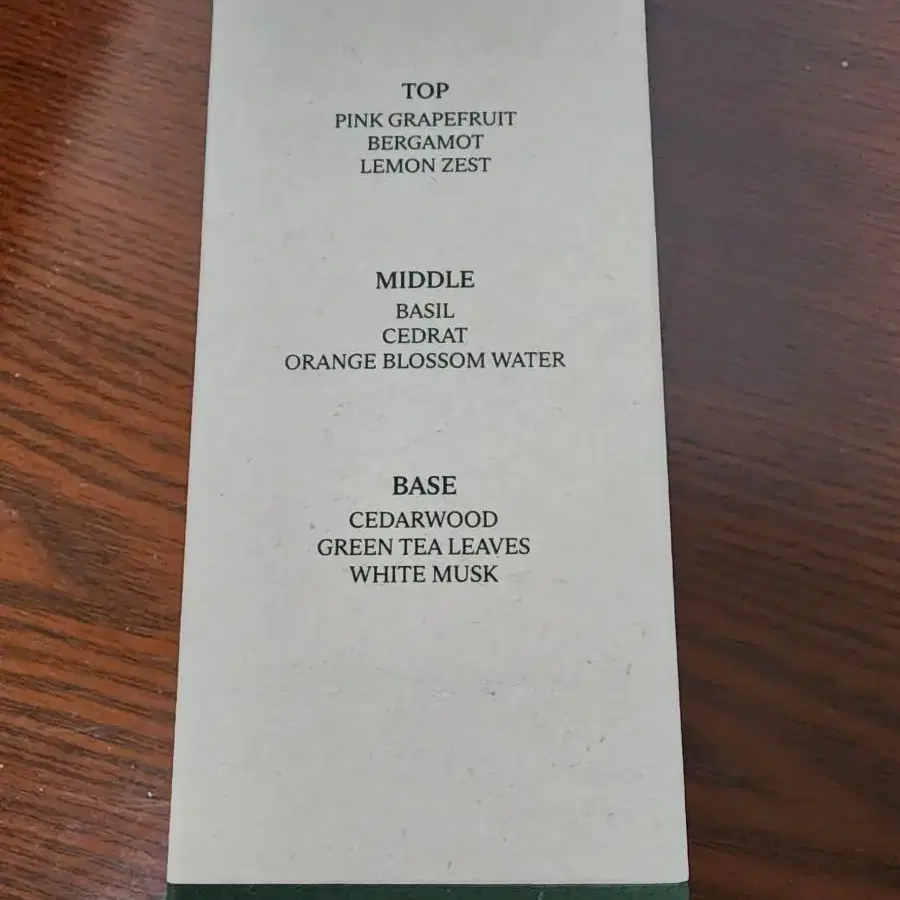 TOP
PINK GRAPEFRUIT
BERGAMOT
LEMON ZEST
MIDDLE
BASIL
CEDRAT
ORANGE BLOSSOM WATER
BASE
CEDARWOOD
GREEN TEA LEAVES
WHITE MUSK